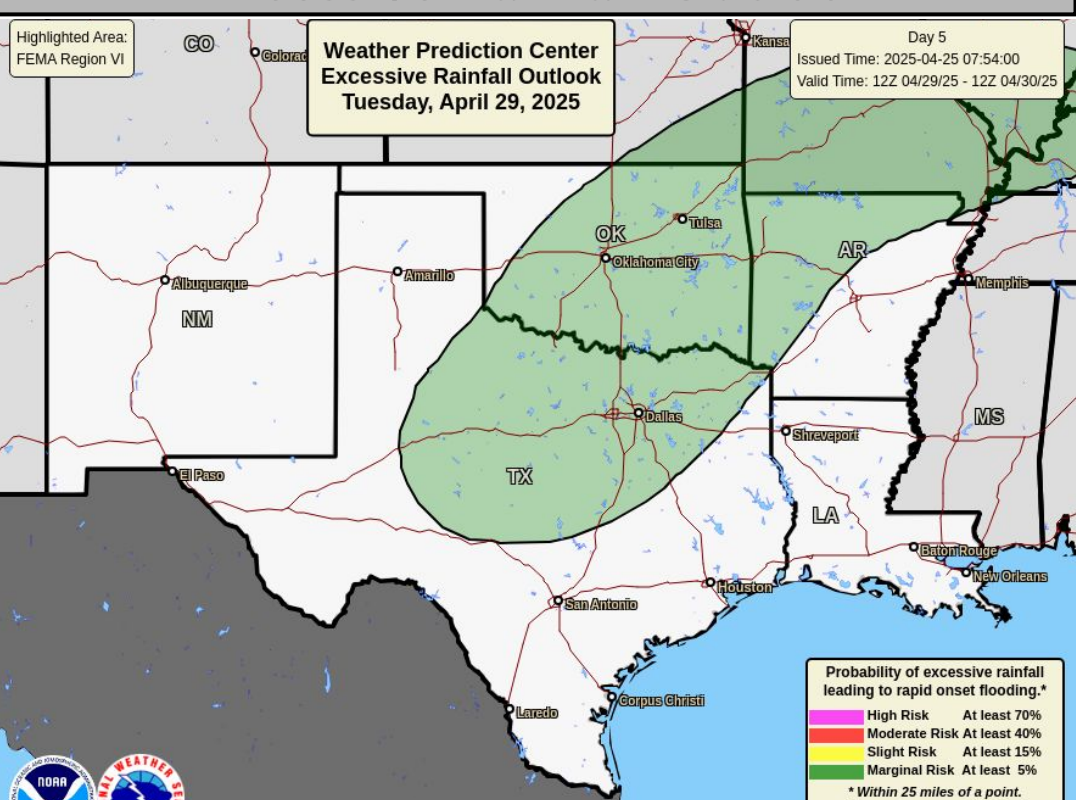 Highlighted Area:
FEMA Region VI
Weather Prediction Center
Excessive Rainfall Outlook
Tuesday, April 29, 2025
Day 5
Issued Time: 2025-04-25 07:54:00
Valid Time: 12Z 04/29/25 - 12Z 04/30/25
CO
OK
Tulsa
Oklahoma City
AR
Amarillo
Albuquerque
Memphis
NM
Dallas
MS
Shreveport
El Paso
TX
LA
Baton Rouge
New Orleans
Houston
San Antonio
Corpus Christi
Laredo
Probability of excessive rainfall
leading to rapid onset flooding.*
High Risk At least 70%
Moderate Risk At least 40%
Slight Risk At least 15%
Marginal Risk At least 5%
* Within 25 miles of a point.
NOAA
WEATHER